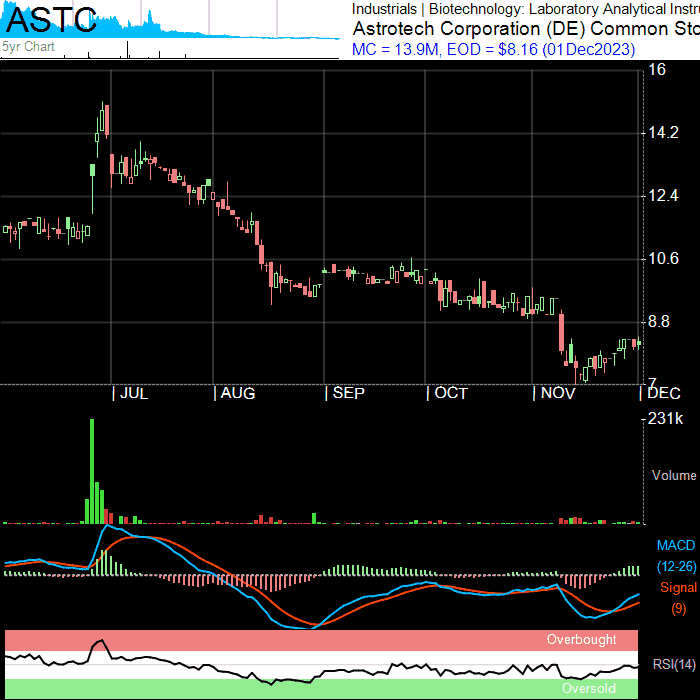 ASTC
5yr Chart
Industrials | Biotechnology: Laboratory Analytical Instr
Astrotech Corporation (DE) Common Sto
MC = 13.9M, EOD = $8.16 (01Dec2023)
16
14.2
12.4
10.6
8.8
7
JUL AUG SEP OCT NOV DEC
231k
Volume
MACD
(12-26)
Signal
(9)
Overbought
RSI(14)
Oversold